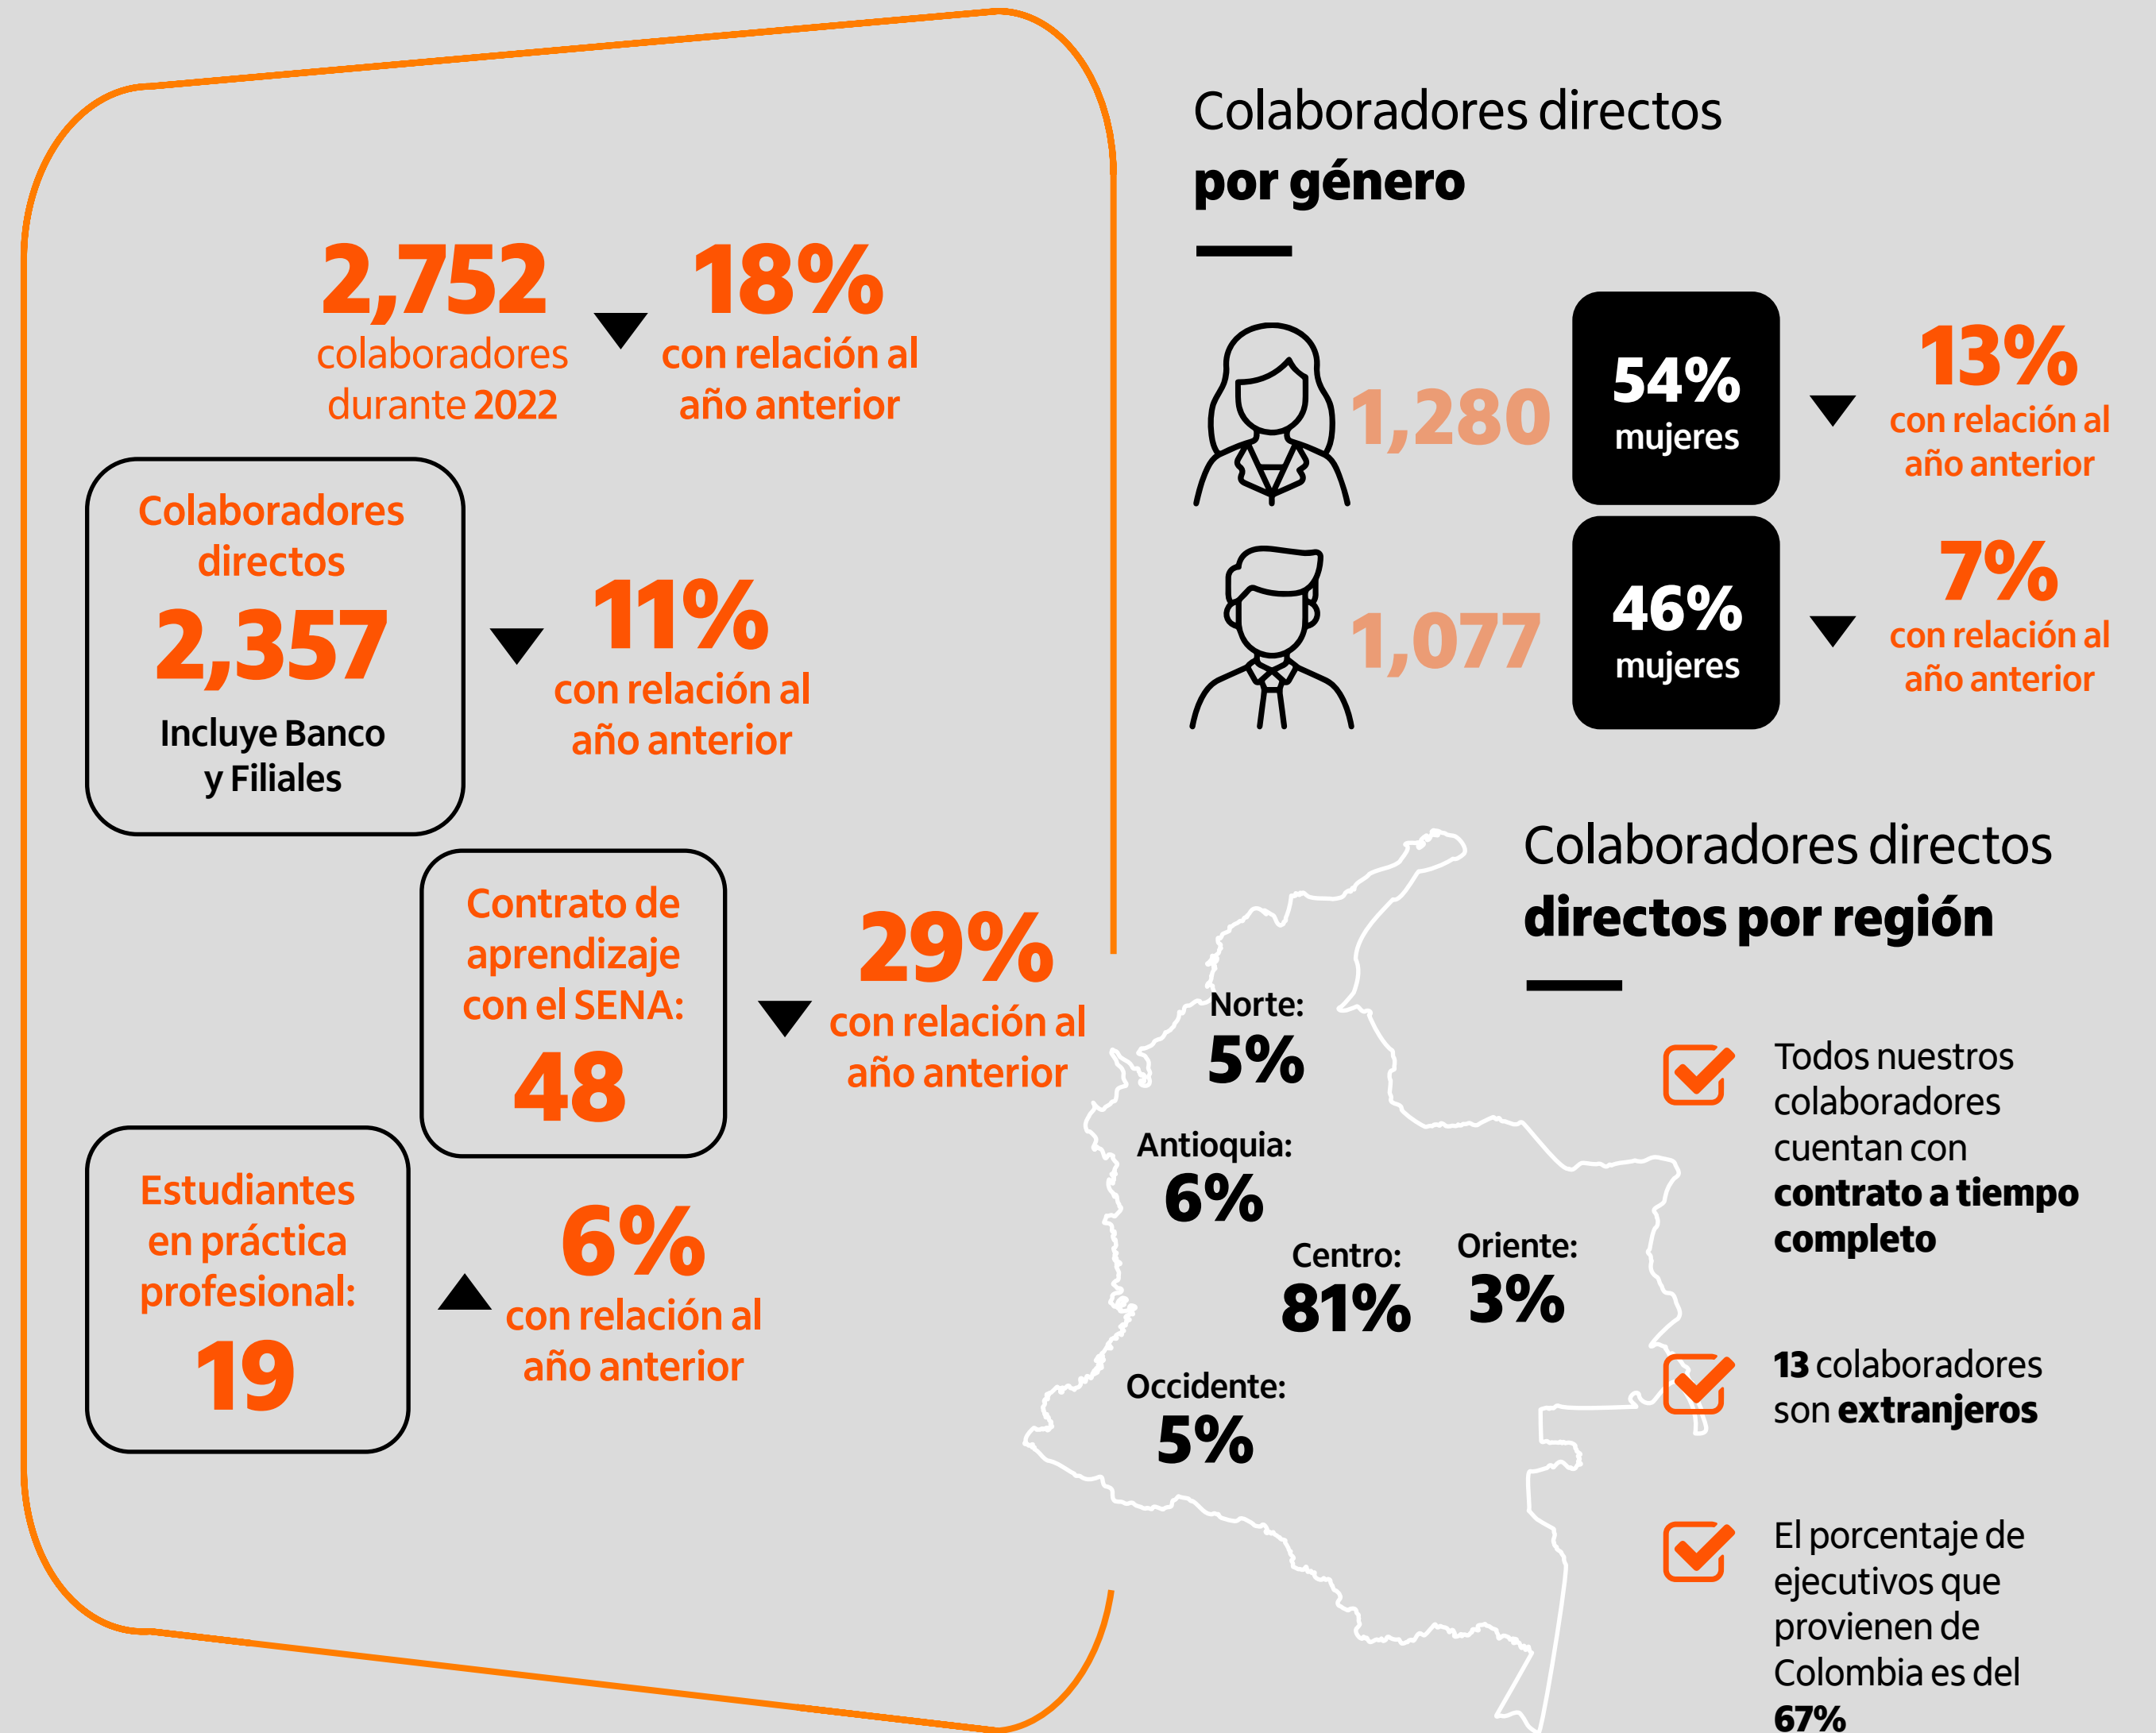 2,752
colaboradores
durante 2022
18%
con relación al
año anterior
Colaboradores
directos
2,357
Incluye Banco
y Filiales
11%
con relación al
año anterior
Contrato de
aprendizaje
con el SENA:
48
29%
con relación al
año anterior
Estudiantes
en práctica
profesional:
19
6%
con relación al
año anterior
Colaboradores directos
por género
1,280
54%
mujeres
13%
con relación al
año anterior
1,077
46%
mujeres
7%
con relación al
año anterior
Colaboradores directos
directos por región
Norte:
5%
Antioquia:
6%
Centro:
81%
Oriente:
3%
Occidente:
5%
Todos nuestros
colaboradores
cuentan con
contrato a tiempo
completo
13 colaboradores
son extranjeros
El porcentaje de
ejecutivos que
provienen de
Colombia es del
67%